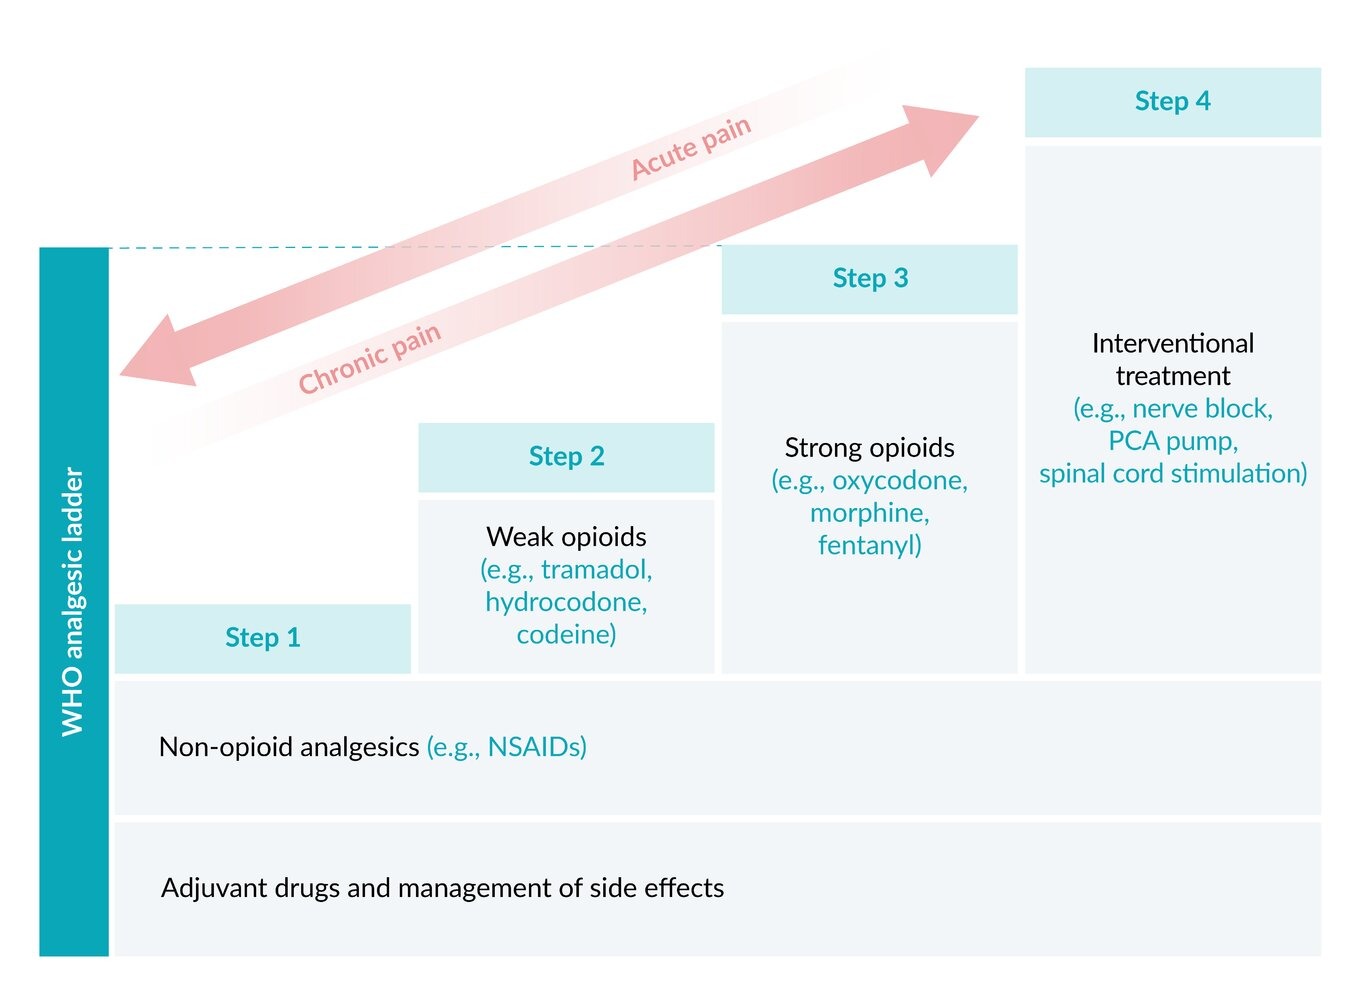 Step 4
Acute pain
Step 3
Chronic pain
Interventional
treatment
(e.g., nerve block,
PCA pump,
spinal cord stimulation)
Strong opioids
(e.g., oxycodone,
morphine,
fentanyl)
Step 2
Weak opioids
(e.g., tramadol,
hydrocodone,
codeine)
Step 1
WHO analgesic ladder
Non-opioid analgesics (e.g., NSAIDs)
Adjuvant drugs and management of side effects